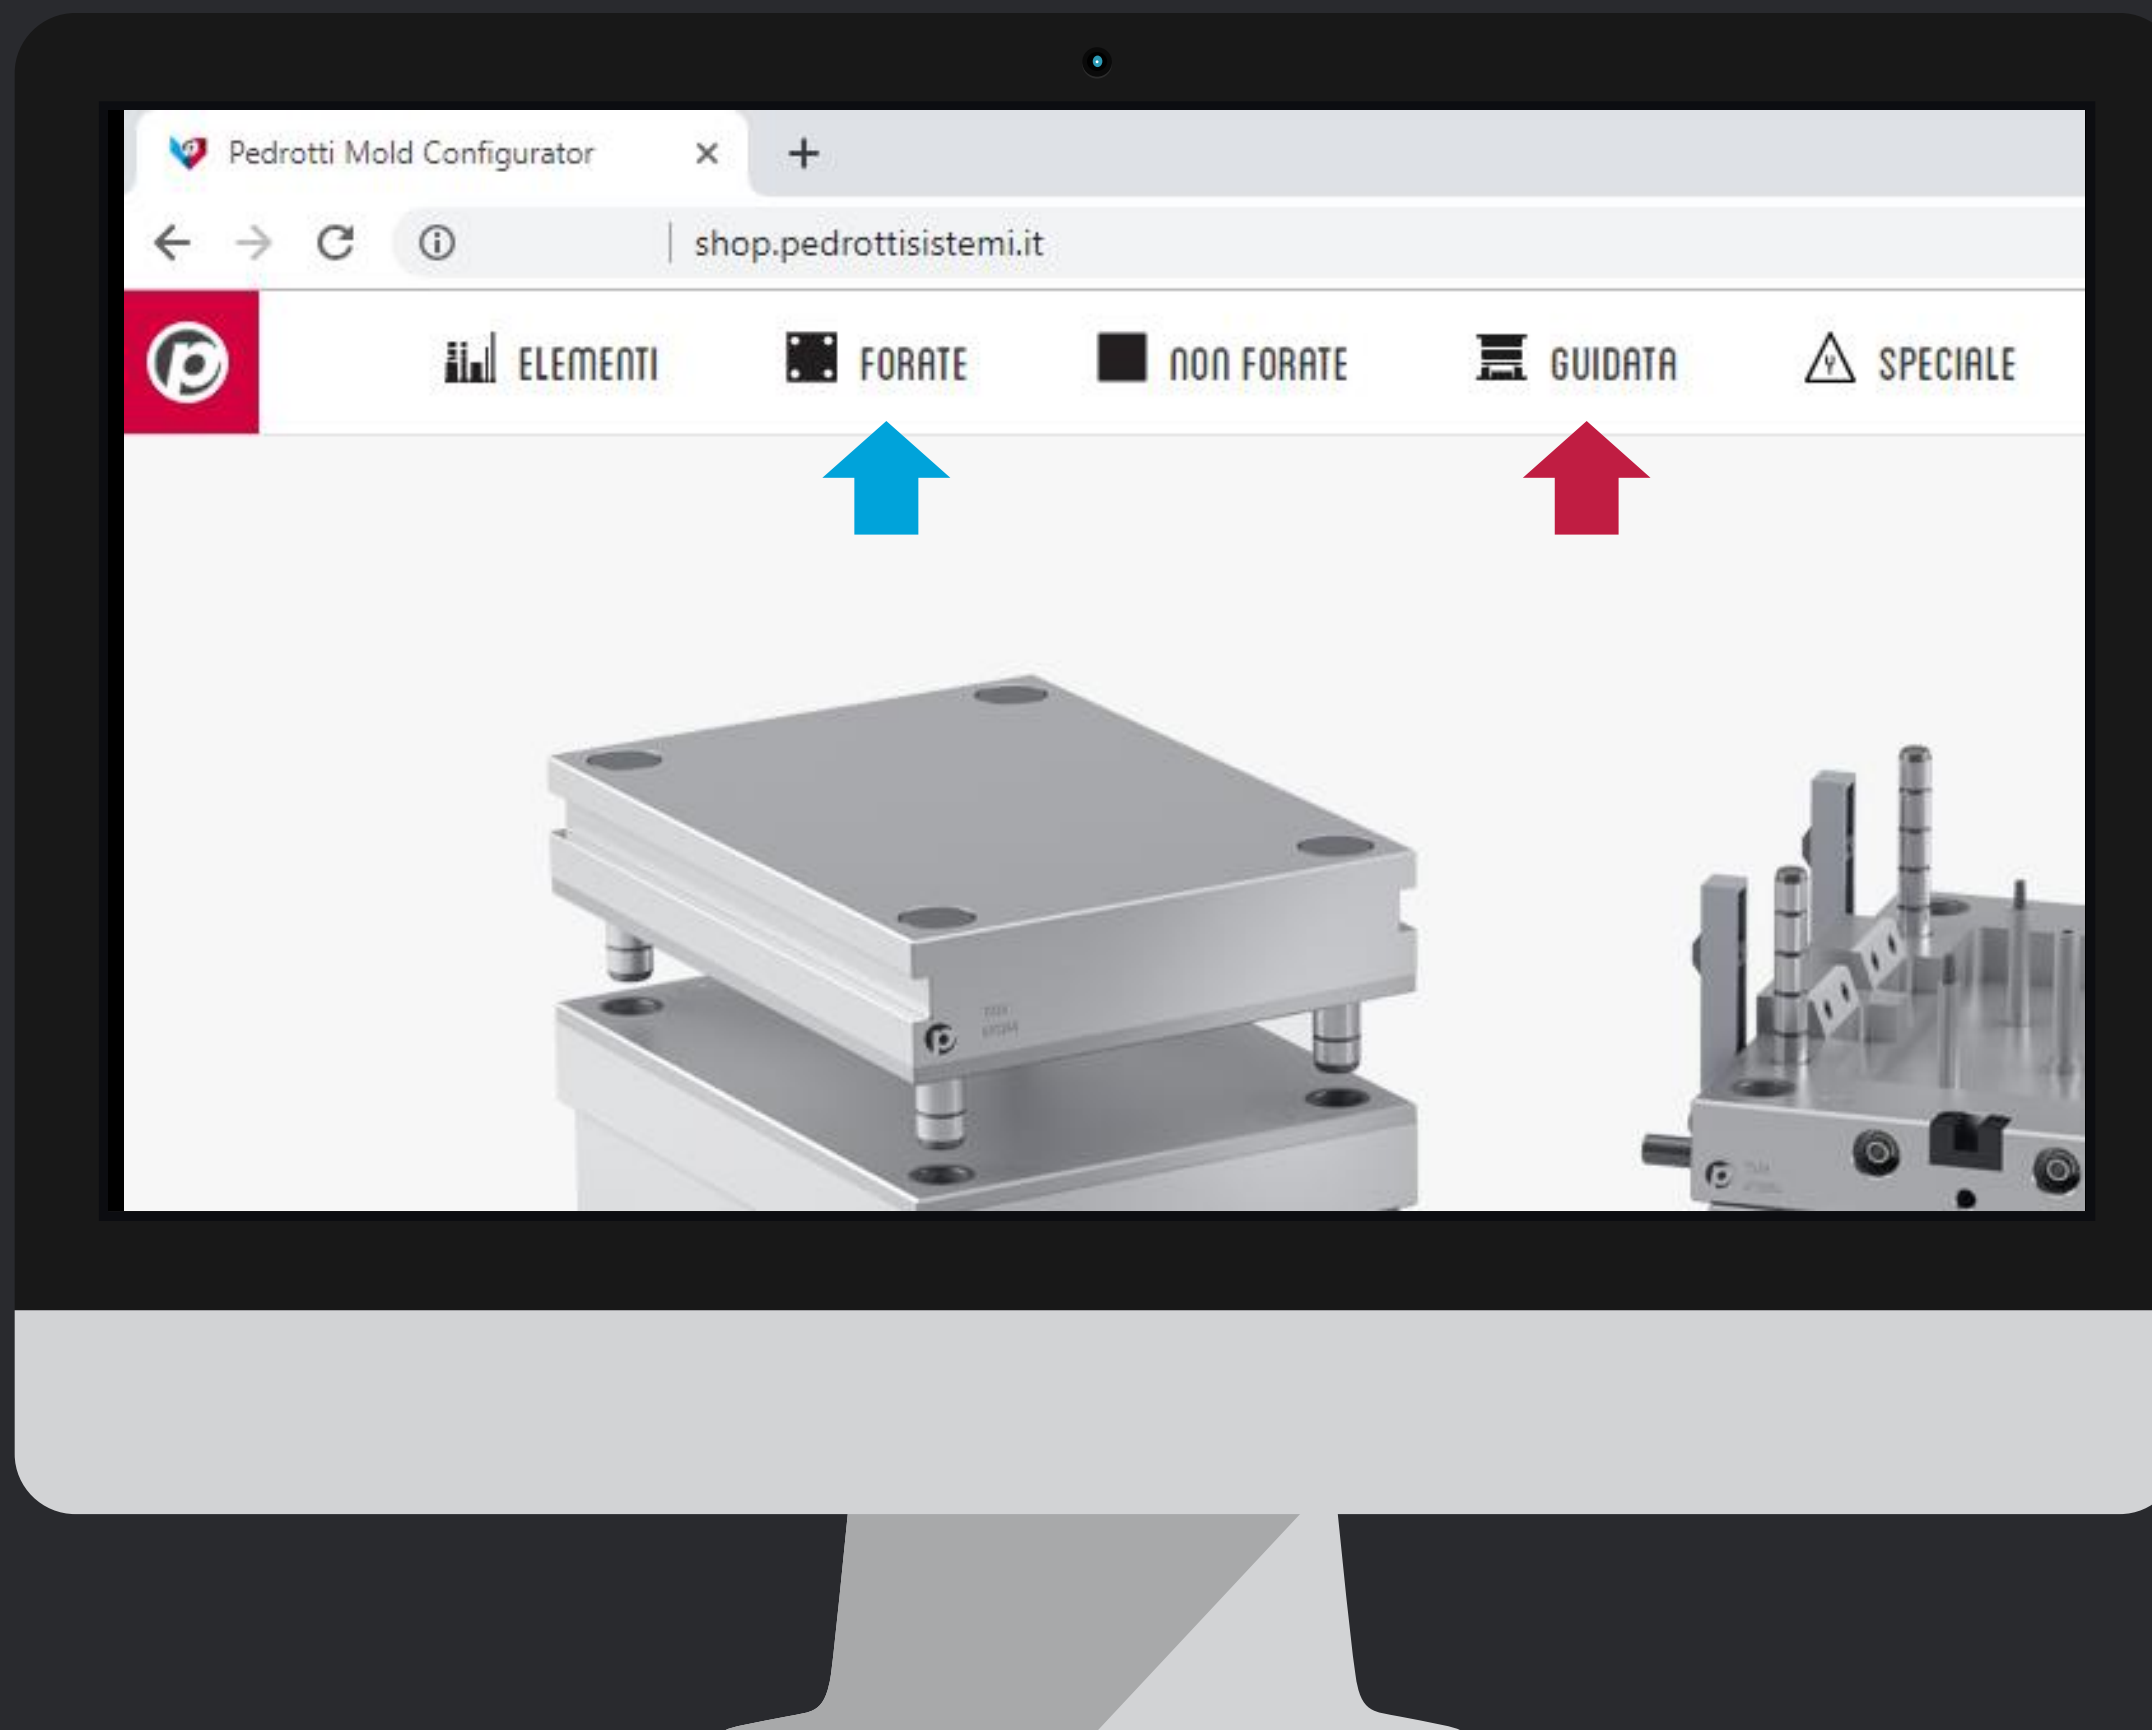 Pedrotti Mold Configurator
shop.pedrottisistemi.it
ELEMENTI FORATE NON FORATE GUIDATA SPECIALE